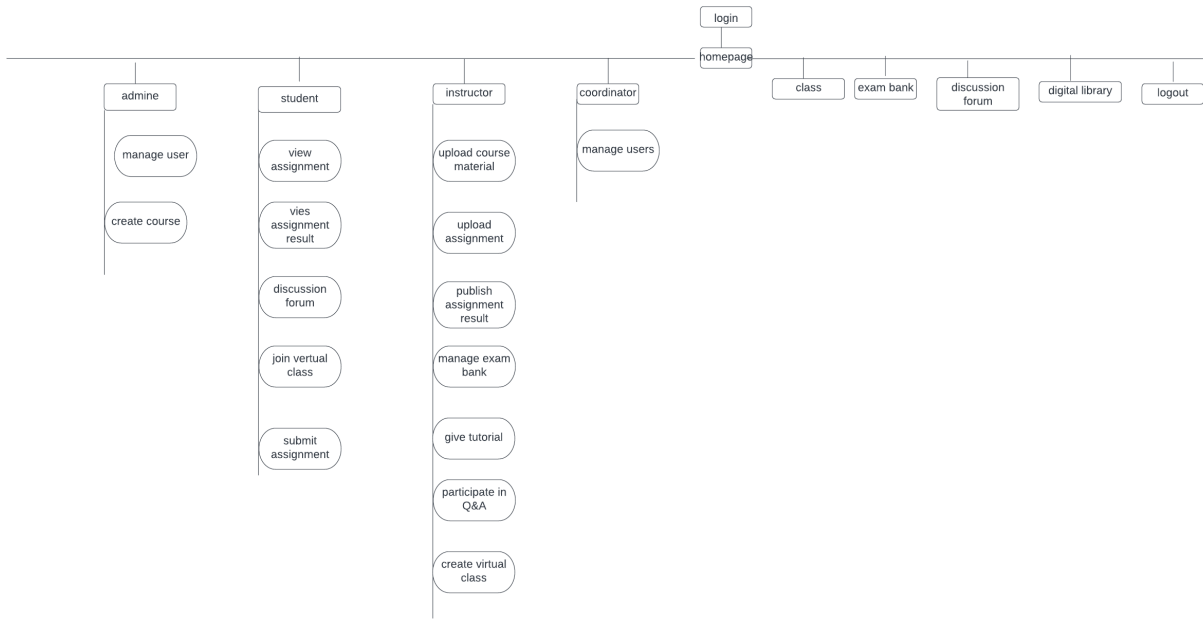 login
homepage
admine
student
instructor
coordinator
class
exam bank
discussion
forum
digital library
logout
manage user
create course
view
assignment
vies
assignment
result
discussion
forum
join vertual
class
submit
assignment
upload course
material
upload
assignment
publish
assignment
result
manage exam
bank
give tutorial
participate in
Q&A
create virtual
class
manage users